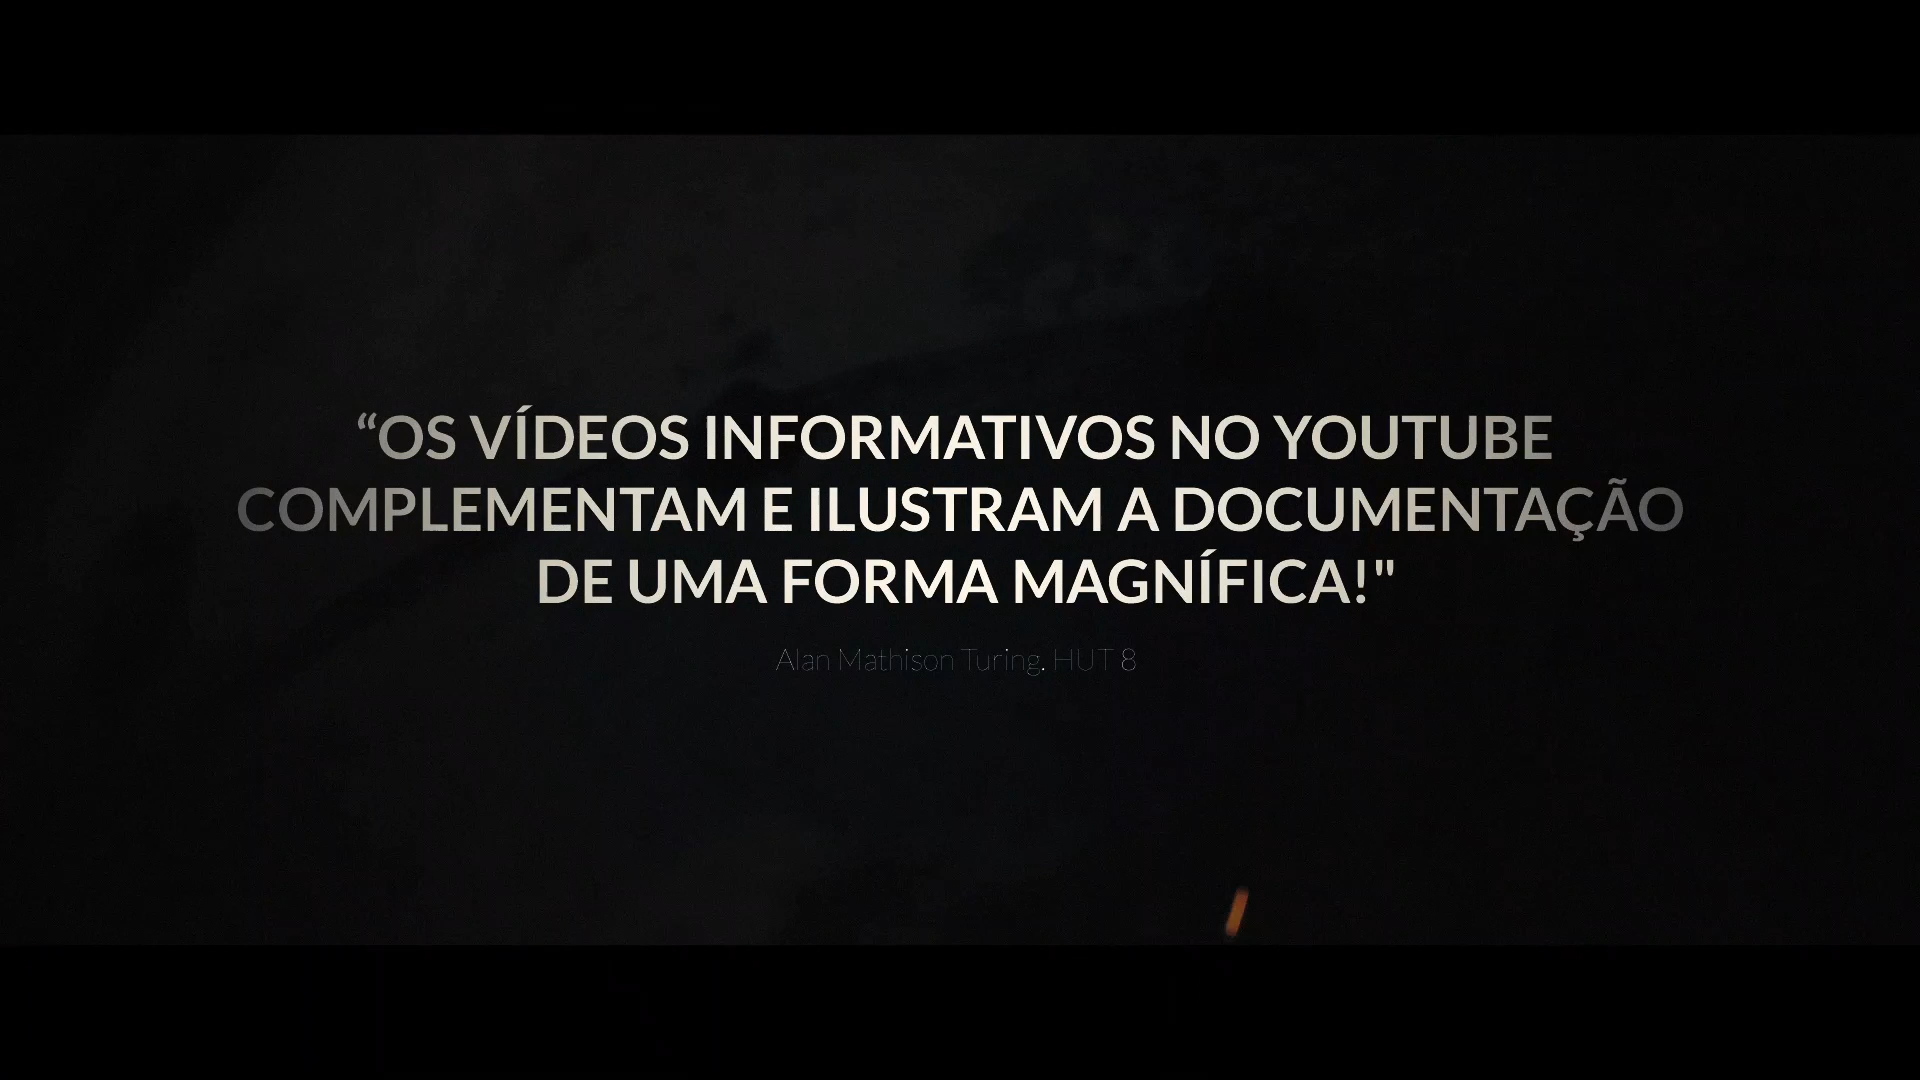 “OS VÍDEOS INFORMATIVOS NO YOUTUBE
COMPLEMENTAM E ILUSTRAM A DOCUMENTAÇÃO
DE UMA FORMA MAGNÍFICA!"
Alan Mathison Turing. HUT 8